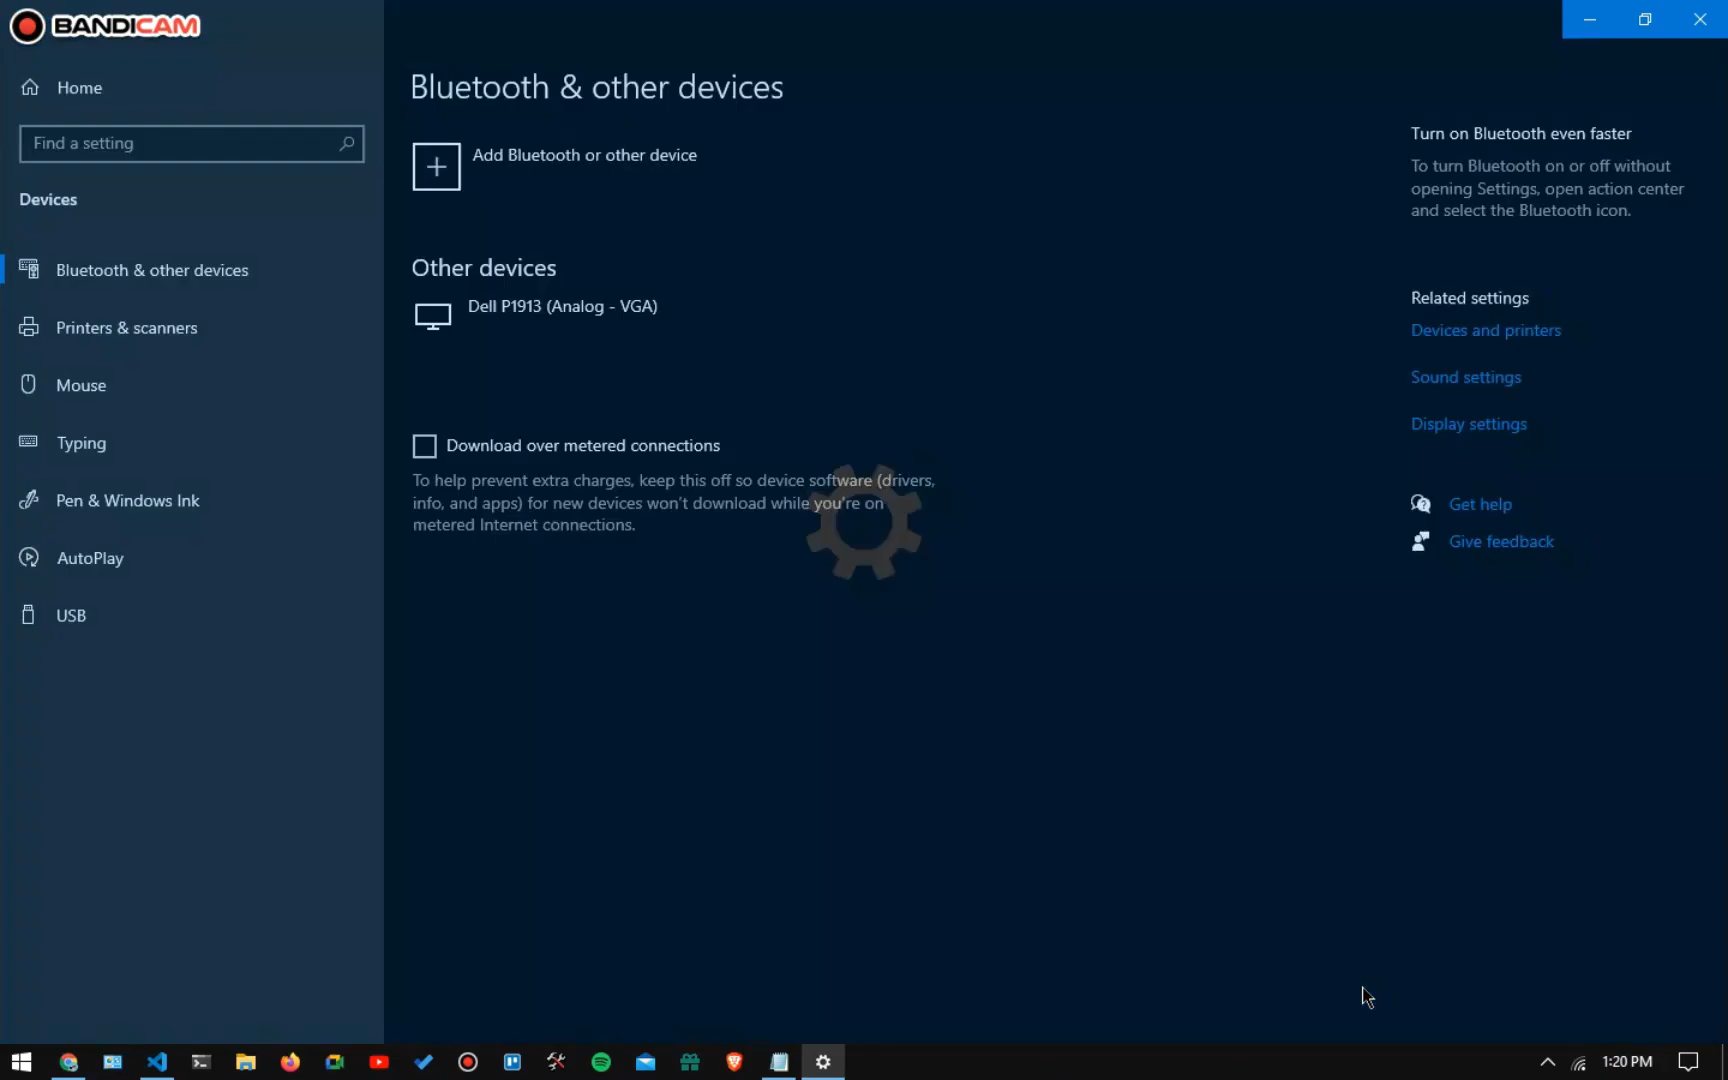 BANDICAM
Home
Find a setting
Devices
Bluetooth & other devices
Printers & scanners
Mouse
Typing
Pen & Windows Ink
AutoPlay
USB
Bluetooth & other devices
Add Bluetooth or other device
Other devices
Dell P1913 (Analog - VGA)
Download over metered connections
To help prevent extra charges, keep this off so device software (drivers,
info, and apps) for new devices won't download while you're on
metered Internet connections.
Turn on Bluetooth even faster
To turn Bluetooth on or off without
opening Settings, open action center
and select the Bluetooth icon.
Related settings
Devices and printers
Sound settings
Display settings
Get help
Give feedback
1:20 PM